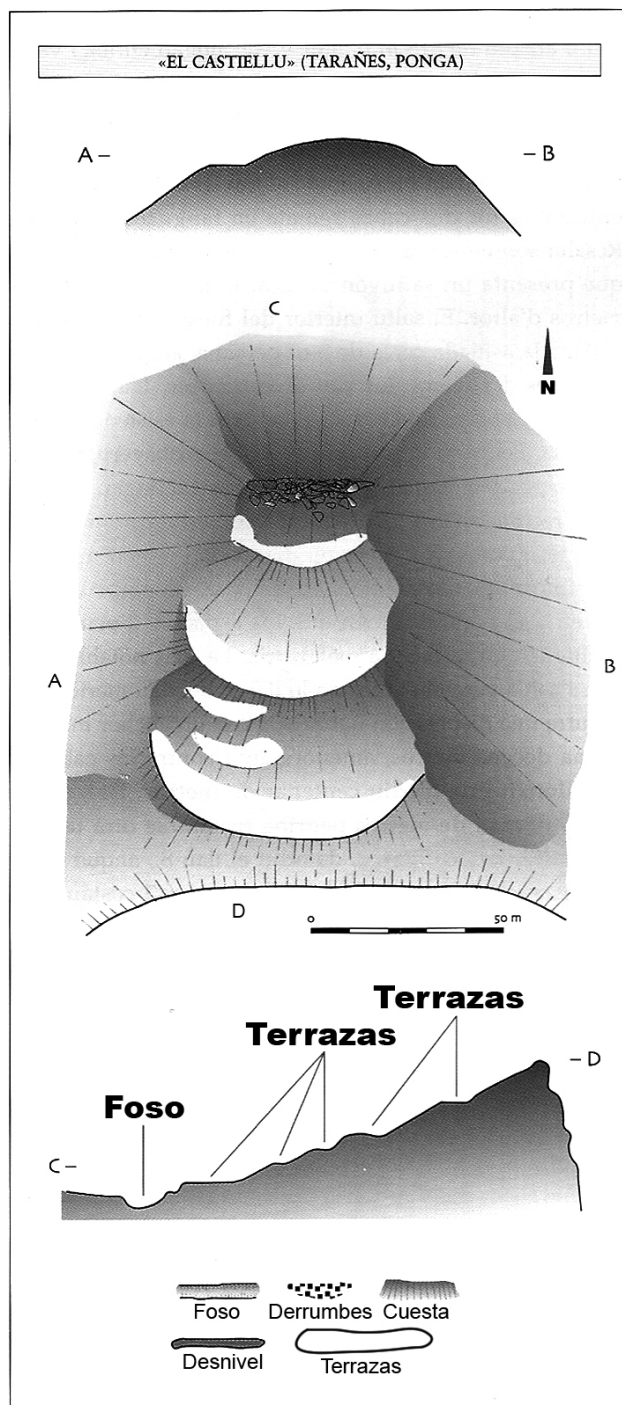 «EL CASTIELLU» (TARAÑES, PONGA)
A –
– B
C
N
A
B
D
0
50 m
Terrazas
Terrazas
Foso
– D
C –
Foso
Derrumbes
Cuesta
Desnivel
Terrazas